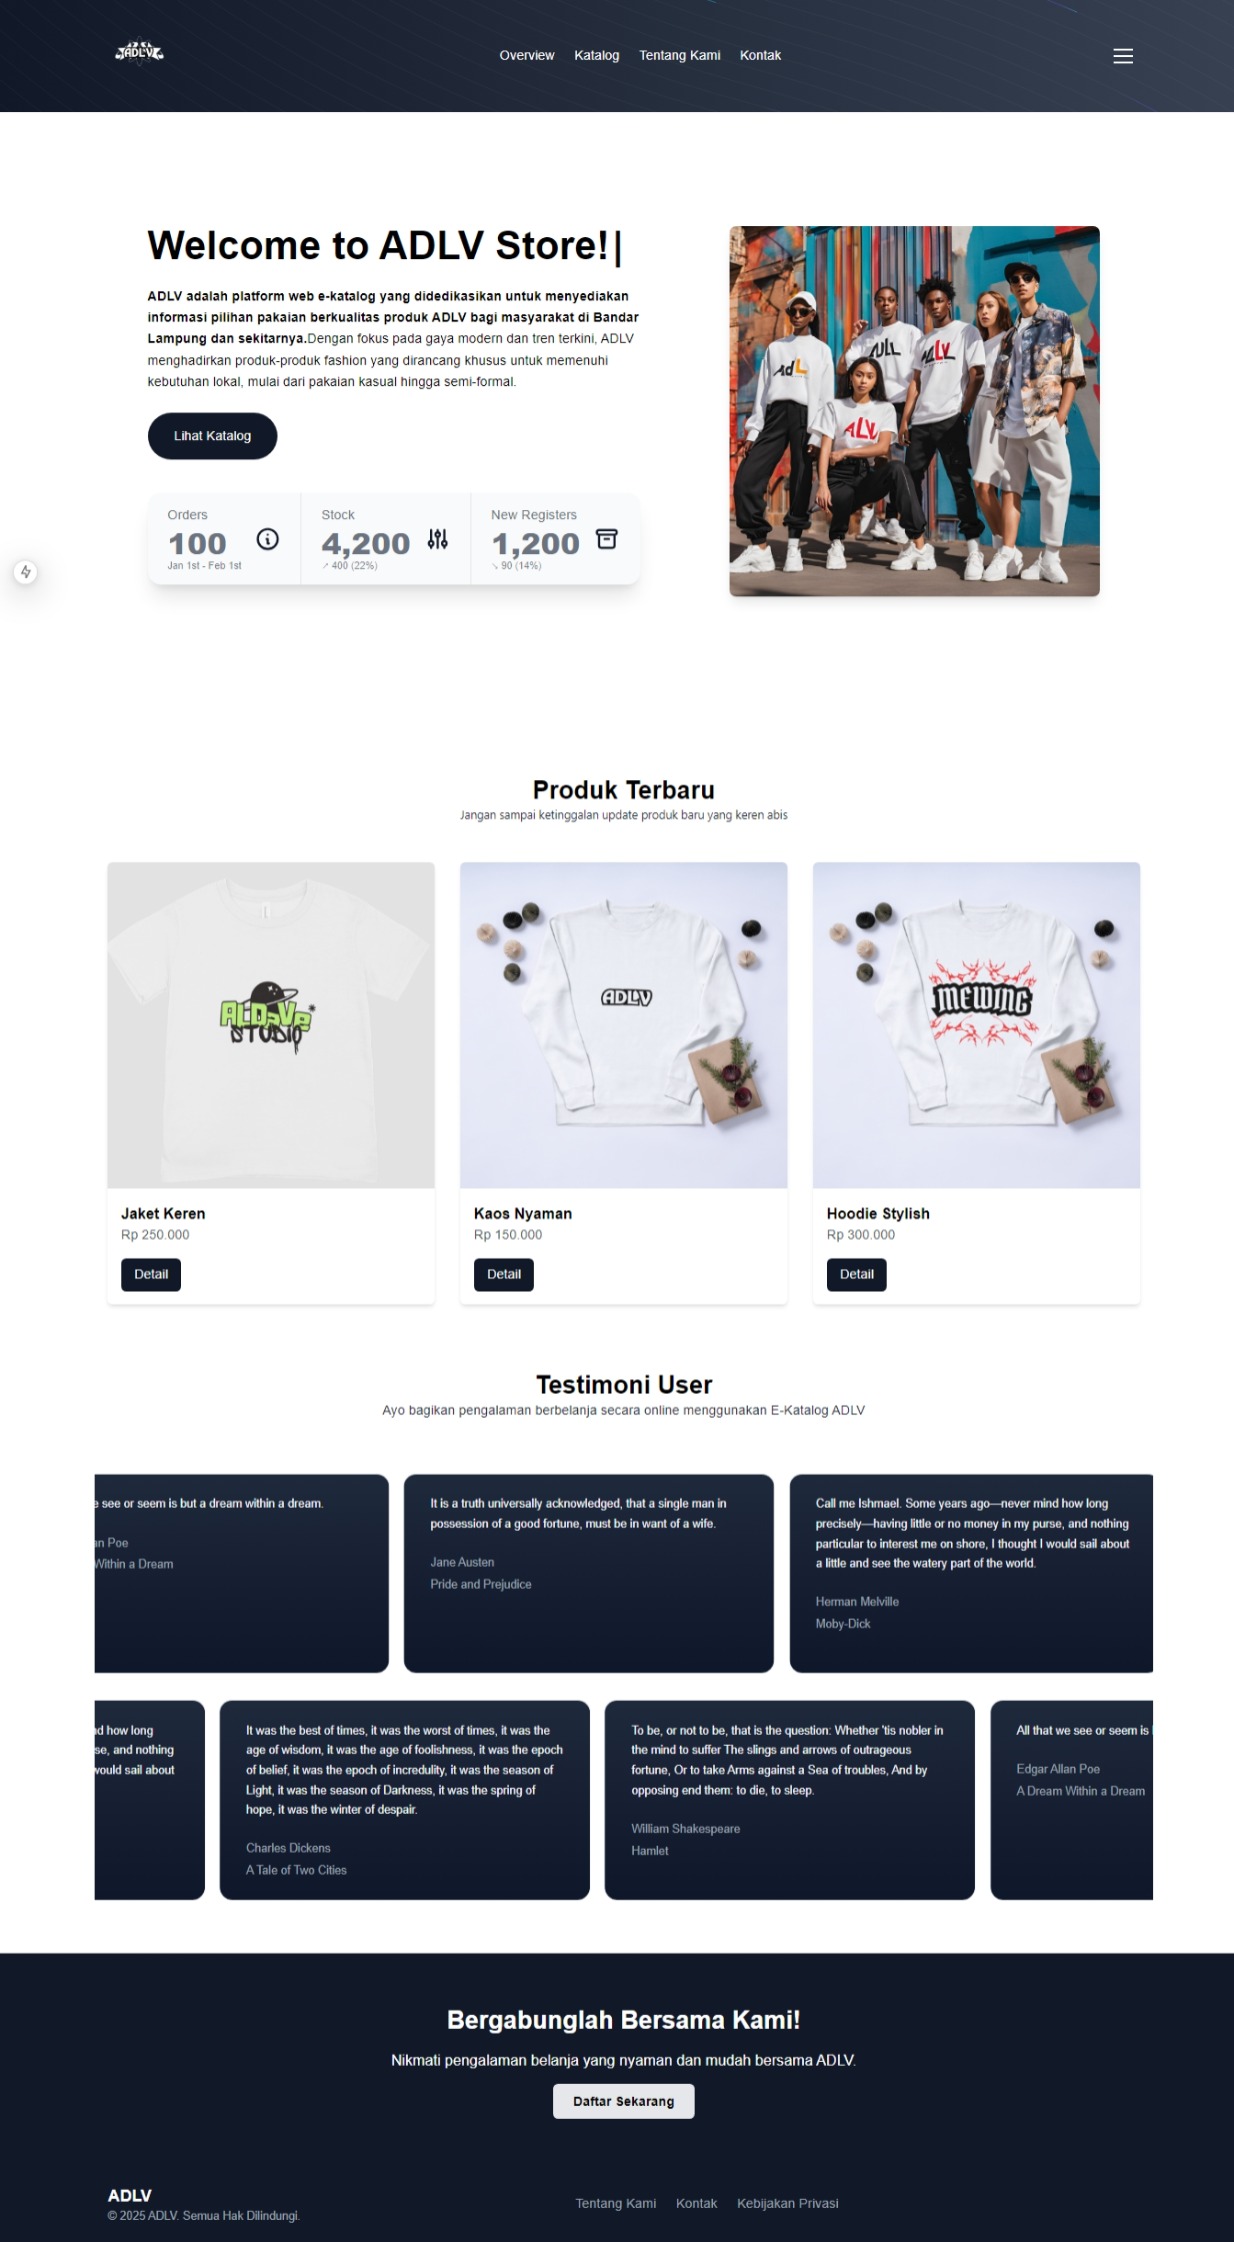 ADLV
Overview Katalog Tentang Kami Kontak
Welcome to ADLV Store!|
ADLV adalah platform web e-katalog yang didedikasikan untuk menyediakan
informasi pilihan pakaian berkualitas produk ADLV bagi masyarakat di Bandar
Lampung dan sekitarnya.Dengan fokus pada gaya modern dan tren terkini, ADLV
menghadirkan produk-produk fashion yang dirancang khusus untuk memenuhi
kebutuhan lokal, mulai dari pakaian kasual hingga semi-formal.
Lihat Katalog
Orders
100
Jan 1st - Feb 1st
Stock
4,200
↗ 400 (22%)
New Registers
1,200
↘ 90 (14%)
AdL
ALV
Produk Terbaru
Jangan sampai ketinggalan update produk baru yang keren abis
STUDIO
ADLV
MEWING
Jaket Keren
Rp 250.000
Detail
Kaos Nyaman
Rp 150.000
Detail
Hoodie Stylish
Rp 300.000
Detail
Testimoni User
Ayo bagikan pengalaman berbelanja secara online menggunakan E-Katalog ADLV
e see or seem is but a dream within a dream.
an Poe
Within a Dream
It is a truth universally acknowledged, that a single man in
possession of a good fortune, must be in want of a wife.
Jane Austen
Pride and Prejudice
Call me Ishmael. Some years ago—never mind how long
precisely—having little or no money in my purse, and nothing
particular to interest me on shore, I thought I would sail about
a little and see the watery part of the world.
Herman Melville
Moby-Dick
nd how long
se, and nothing
would sail about
It was the best of times, it was the worst of times, it was the
age of wisdom, it was the age of foolishness, it was the epoch
of belief, it was the epoch of incredulity, it was the season of
Light, it was the season of Darkness, it was the spring of
hope, it was the winter of despair.
Charles Dickens
A Tale of Two Cities
To be, or not to be, that is the question: Whether 'tis nobler in
the mind to suffer The slings and arrows of outrageous
fortune, Or to take Arms against a Sea of troubles, And by
opposing end them: to die, to sleep.
William Shakespeare
Hamlet
All that we see or seem is
Edgar Allan Poe
A Dream Within a Dream
Bergabunglah Bersama Kami!
Nikmati pengalaman belanja yang nyaman dan mudah bersama ADLV.
Daftar Sekarang
ADLV
© 2025 ADLV. Semua Hak Dilindungi.
Tentang Kami Kontak Kebijakan Privasi